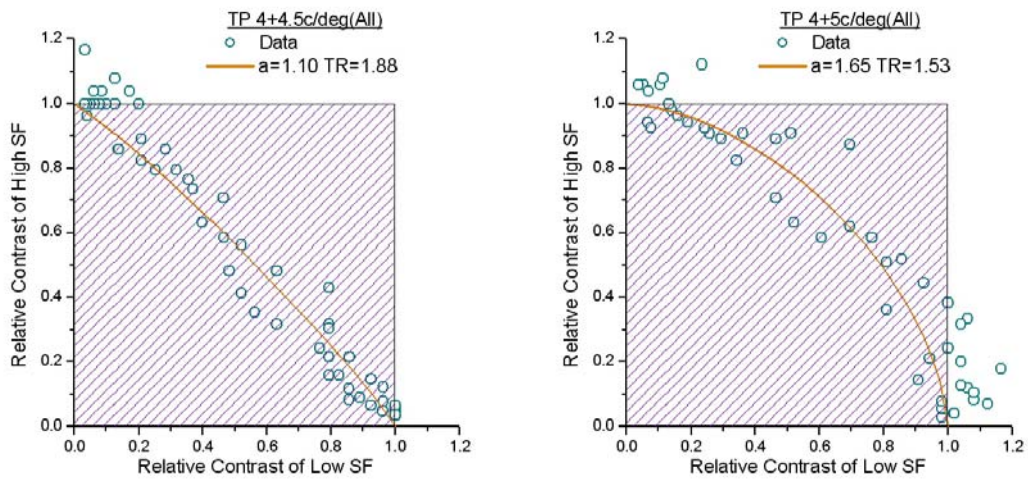 TP 4+4.5c/deg(All)
Data
a=1.10 TR=1.88
1.2
1.0
0.8
0.6
0.4
0.2
0.0
Relative Contrast of High SF
0.0 0.2 0.4 0.6 0.8 1.0 1.2
Relative Contrast of Low SF
TP 4+5c/deg(All)
Data
a=1.65 TR=1.53
1.2
1.0
0.8
0.6
0.4
0.2
0.0
Relative Contrast of High SF
0.0 0.2 0.4 0.6 0.8 1.0 1.2
Relative Contrast of Low SF